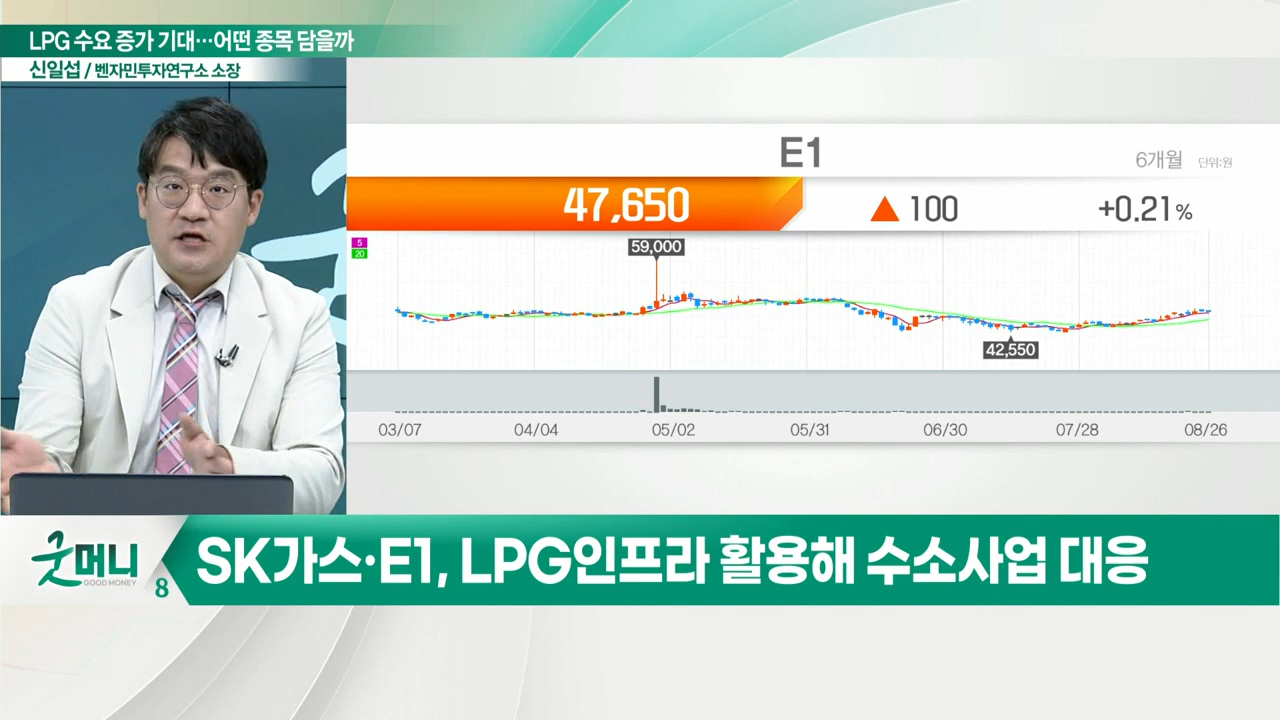 LPG 수요 증가 기대…어떤 종목 담을까
신일섭 / 벤자민투자연구소 소장
E1
6개월 단위:원
47,650 ▲ 100 +0.21%
5
20
59,000
42,550
03/07 04/04 05/02 05/31 06/30 07/28 08/26
굿머니
GOOD MONEY
8
SK가스·E1, LPG인프라 활용해 수소사업 대응